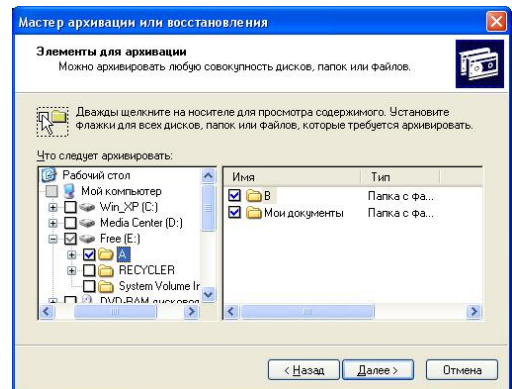 Мастер архивации или восстановления
Элементы для архивации
Можно архивировать любую совокупность дисков, папок или файлов.
Дважды щелкните на носителе для просмотра содержимого. Установите
флажки для всех дисков, папок или файлов, которые требуется архивировать.
Что следует архивировать:
Рабочий стол
Мой компьютер
Win_XP (C:)
Media Center (D:)
Free (E:)
A
RECYCLER
System Volume Ir
DVD-RAM дисковод
Имя Тип
B Папка с фа...
Мои документы Папка с фа...
< Назад Далее > Отмена